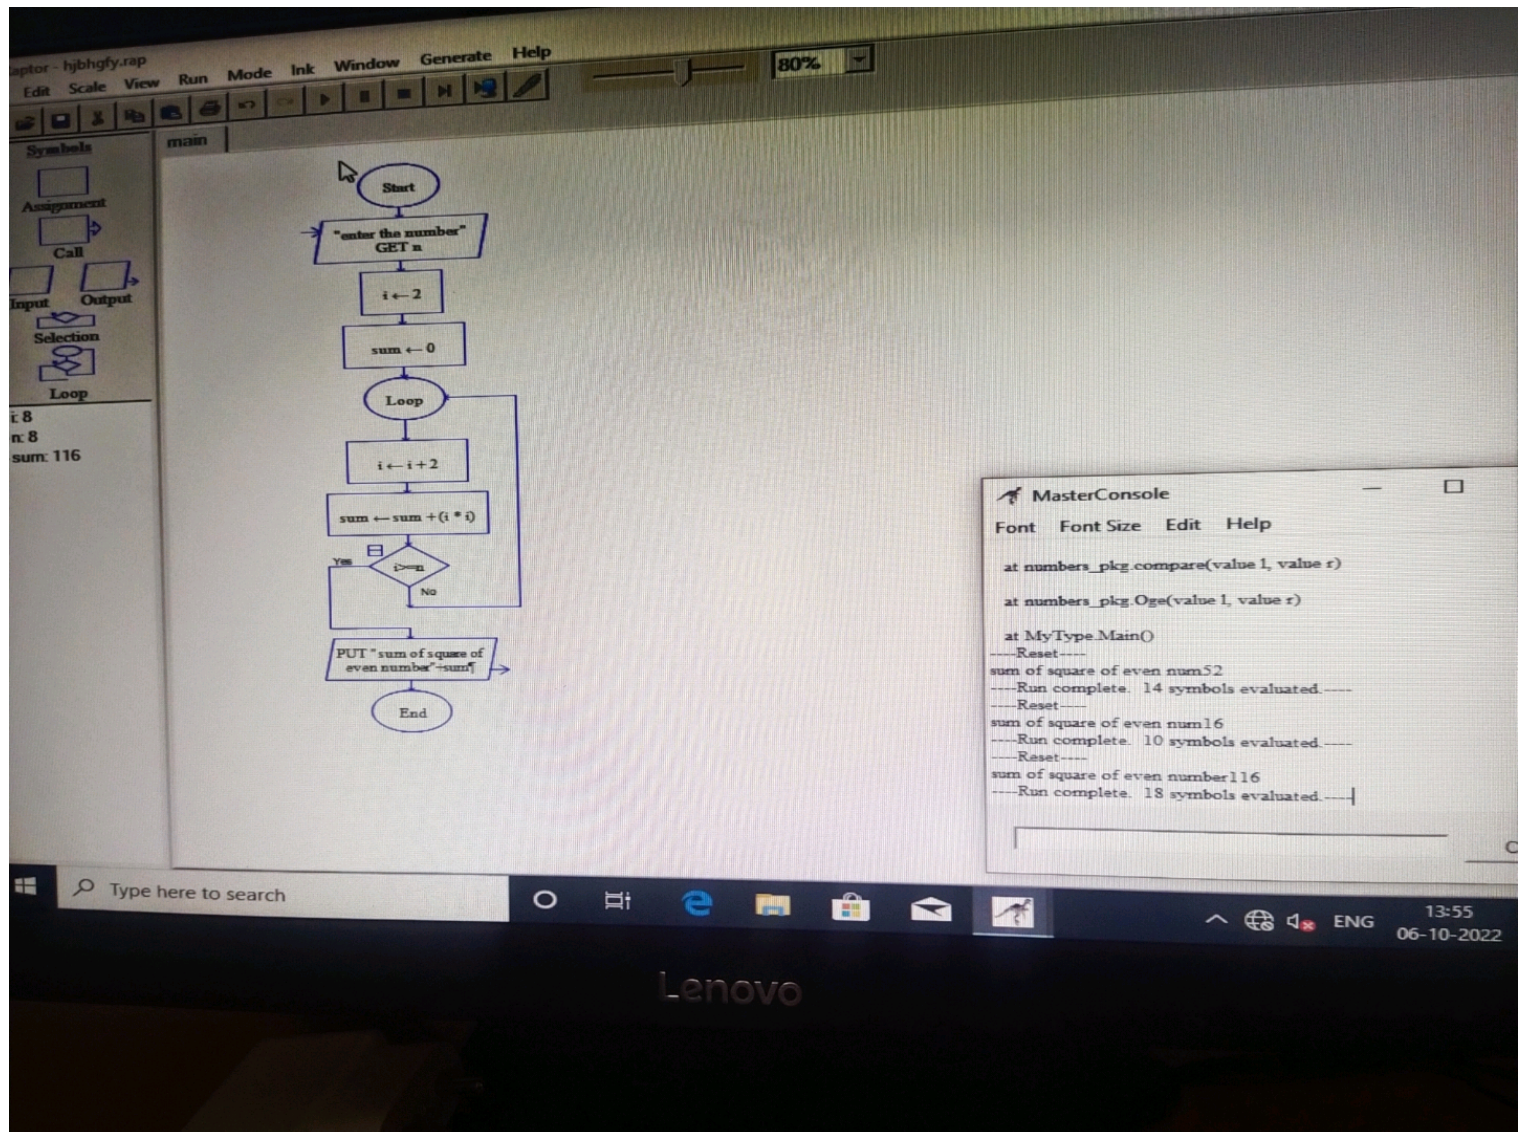 aptor - hjbhgfy.rap
Edit Scale View Run Mode Ink Window Generate Help
80%
Symbols
main
Assignment
Call
Input Output
Selection
Loop
i: 8
n: 8
sum: 116
Start
"enter the number"
GET n
i ← 2
sum ← 0
Loop
i ← i + 2
sum ← sum + (i * i)
Yes
i>=n
No
PUT "sum of square of
even number"+sum¶
End
MasterConsole
Font Font Size Edit Help
at numbers_pkg.compare(value l, value r)
at numbers_pkg.Oge(value l, value r)
at MyType.Main()
----Reset----
sum of square of even num52
----Run complete. 14 symbols evaluated.----
----Reset----
sum of square of even num16
----Run complete. 10 symbols evaluated.----
----Reset----
sum of square of even number116
----Run complete. 18 symbols evaluated.----
Type here to search
ENG
13:55
06-10-2022
Lenovo